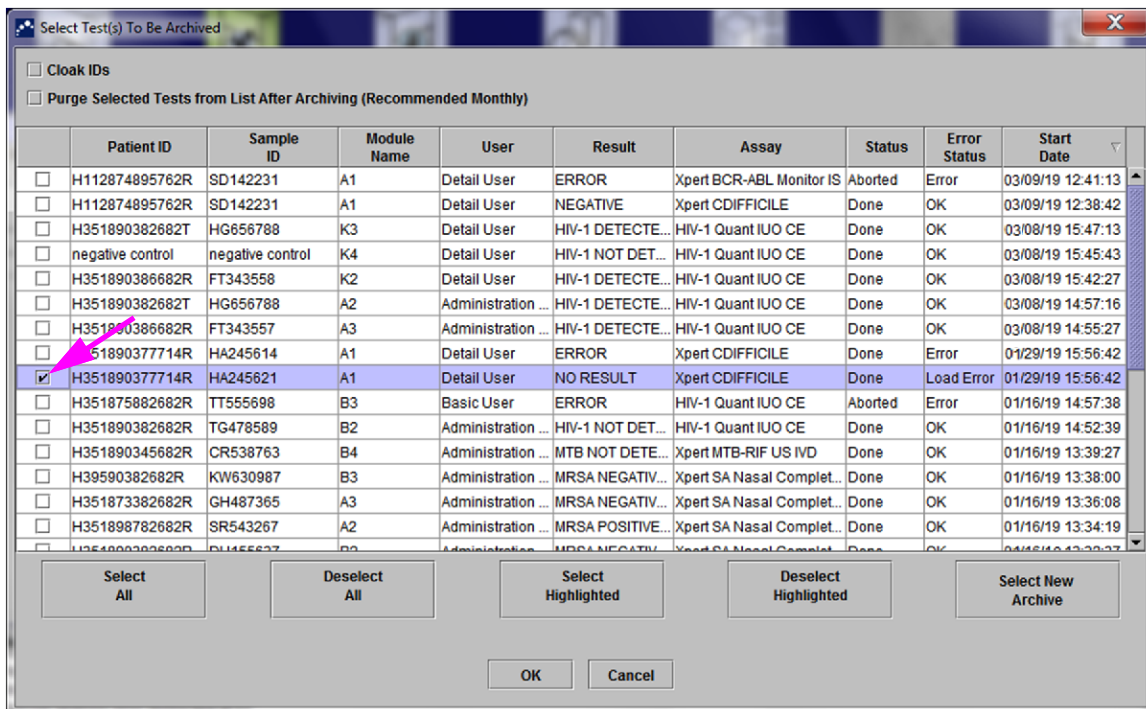 Select Test(s) To Be Archived
Cloak IDs
Purge Selected Tests from List After Archiving (Recommended Monthly)
Patient ID Sample ID Module Name User Result Assay Status Error Status Start Date
H112874895762R SD142231 A1 Detail User ERROR Xpert BCR-ABL Monitor IS Aborted Error 03/09/19 12:41:13
H112874895762R SD142231 A1 Detail User NEGATIVE Xpert CDIFFICILE Done OK 03/09/19 12:38:42
H351890382682T HG656788 K3 Detail User HIV-1 DETECTE... HIV-1 Quant IUO CE Done OK 03/08/19 15:47:13
negative control negative control K4 Detail User HIV-1 NOT DET... HIV-1 Quant IUO CE Done OK 03/08/19 15:45:43
H351890386682R FT343558 K2 Detail User HIV-1 DETECTE... HIV-1 Quant IUO CE Done OK 03/08/19 15:42:27
H351890382682T HG656788 A2 Administration ... HIV-1 DETECTE... HIV-1 Quant IUO CE Done OK 03/08/19 14:57:16
H351890386682R FT343557 A3 Administration ... HIV-1 DETECTE... HIV-1 Quant IUO CE Done OK 03/08/19 14:55:27
51890377714R HA245614 A1 Detail User ERROR Xpert CDIFFICILE Done Error 01/29/19 15:56:42
H351890377714R HA245621 A1 Detail User NO RESULT Xpert CDIFFICILE Done Load Error 01/29/19 15:56:42
H351875882682R TT555698 B3 Basic User ERROR HIV-1 Quant IUO CE Aborted Error 01/16/19 14:57:38
H351890382682R TG478589 B2 Administration ... HIV-1 NOT DET... HIV-1 Quant IUO CE Done OK 01/16/19 14:52:39
H351890345682R CR538763 B4 Administration ... MTB NOT DETE... Xpert MTB-RIF US IVD Done OK 01/16/19 13:39:27
H39590382682R KW630987 B3 Administration ... MRSA NEGATIV... Xpert SA Nasal Complet... Done OK 01/16/19 13:38:00
H351873382682R GH487365 A3 Administration ... MRSA NEGATIV... Xpert SA Nasal Complet... Done OK 01/16/19 13:36:08
H351898782682R SR543267 A2 Administration ... MRSA POSITIVE... Xpert SA Nasal Complet... Done OK 01/16/19 13:34:19
Select All Deselect All Select Highlighted Deselect Highlighted Select New Archive
OK Cancel